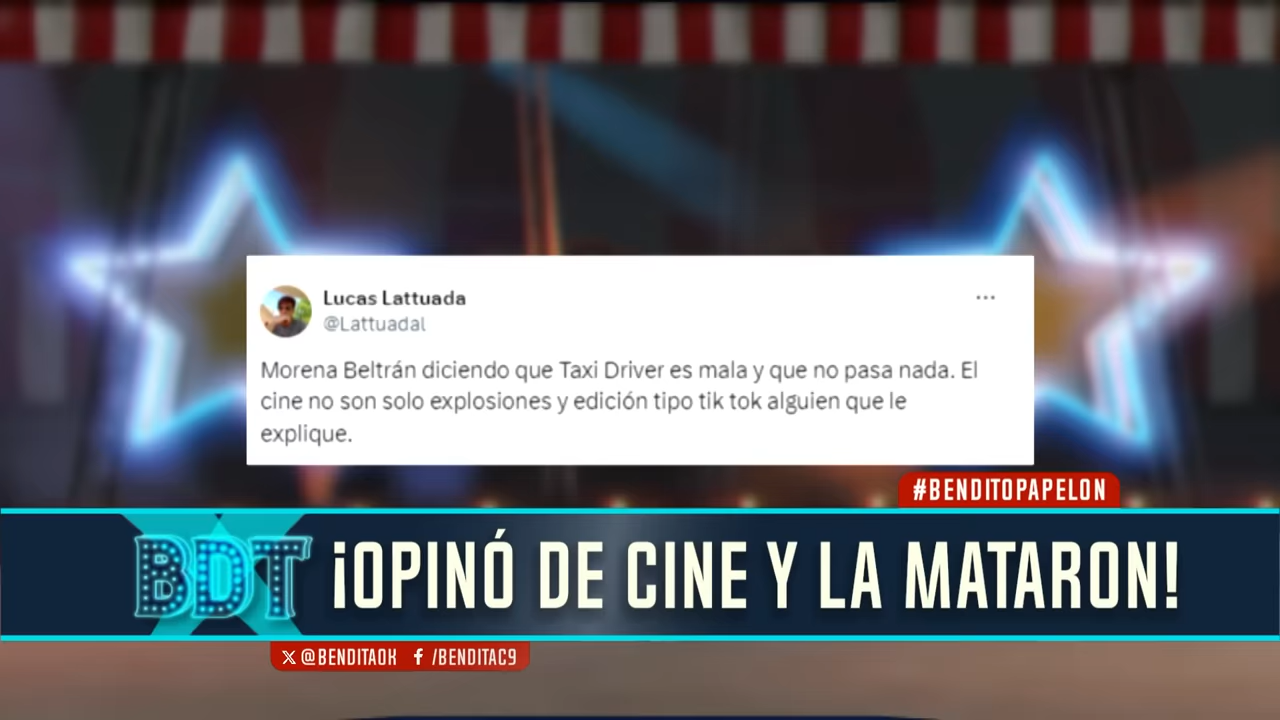 Lucas Lattuada
@Lattuadal
Morena Beltrán diciendo que Taxi Driver es mala y que no pasa nada. El
cine no son solo explosiones y edición tipo tik tok alguien que le
explique.
#BENDITOPAPELON
BDT
¡OPINÓ DE CINE Y LA MATARON!
@BENDITAOK /BENDITAC9